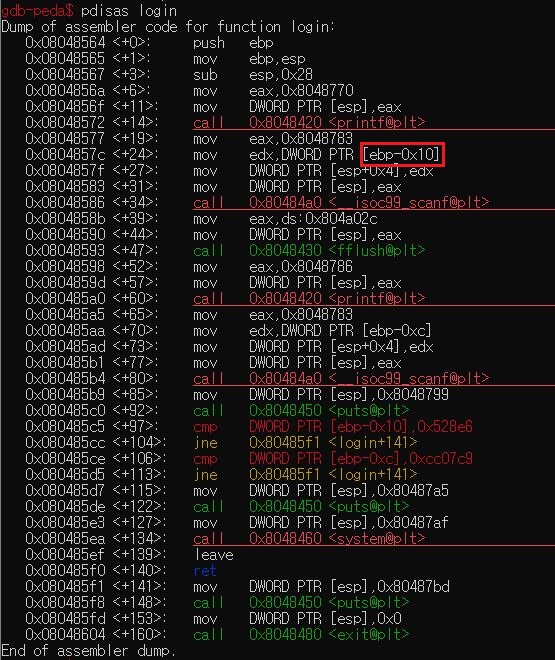 gdb-peda$ pdisas login
Dump of assembler code for function login:
0x08048564 <+0>: push ebp
0x08048565 <+1>: mov ebp,esp
0x08048567 <+3>: sub esp,0x28
0x0804856a <+6>: mov eax,0x8048770
0x0804856f <+11>: mov DWORD PTR [esp],eax
0x08048572 <+14>: call 0x8048420 <printf@plt>
0x08048577 <+19>: mov eax,0x8048783
0x0804857c <+24>: mov edx,DWORD PTR [ebp-0x10]
0x0804857f <+27>: mov DWORD PTR [esp+0x4],edx
0x08048583 <+31>: mov DWORD PTR [esp],eax
0x08048586 <+34>: call 0x80484a0 <__isoc99_scanf@plt>
0x0804858b <+39>: mov eax,ds:0x804a02c
0x08048590 <+44>: mov DWORD PTR [esp],eax
0x08048593 <+47>: call 0x8048430 <fflush@plt>
0x08048598 <+52>: mov eax,0x8048786
0x0804859d <+57>: mov DWORD PTR [esp],eax
0x080485a0 <+60>: call 0x8048420 <printf@plt>
0x080485a5 <+65>: mov eax,0x8048783
0x080485aa <+70>: mov edx,DWORD PTR [ebp-0xc]
0x080485ad <+73>: mov DWORD PTR [esp+0x4],edx
0x080485b1 <+77>: mov DWORD PTR [esp],eax
0x080485b4 <+80>: call 0x80484a0 <__isoc99_scanf@plt>
0x080485b9 <+85>: mov DWORD PTR [esp],0x8048799
0x080485c0 <+92>: call 0x8048450 <puts@plt>
0x080485c5 <+97>: cmp DWORD PTR [ebp-0x10],0x528e6
0x080485cc <+104>: jne 0x80485f1 <login+141>
0x080485ce <+106>: cmp DWORD PTR [ebp-0xc],0xcc07c9
0x080485d5 <+113>: jne 0x80485f1 <login+141>
0x080485d7 <+115>: mov DWORD PTR [esp],0x80487a5
0x080485de <+122>: call 0x8048450 <puts@plt>
0x080485e3 <+127>: mov DWORD PTR [esp],0x80487af
0x080485ea <+134>: call 0x8048460 <system@plt>
0x080485ef <+139>: leave
0x080485f0 <+140>: ret
0x080485f1 <+141>: mov DWORD PTR [esp],0x80487bd
0x080485f8 <+148>: call 0x8048450 <puts@plt>
0x080485fd <+153>: mov DWORD PTR [esp],0x0
0x08048604 <+160>: call 0x8048480 <exit@plt>
End of assembler dump.